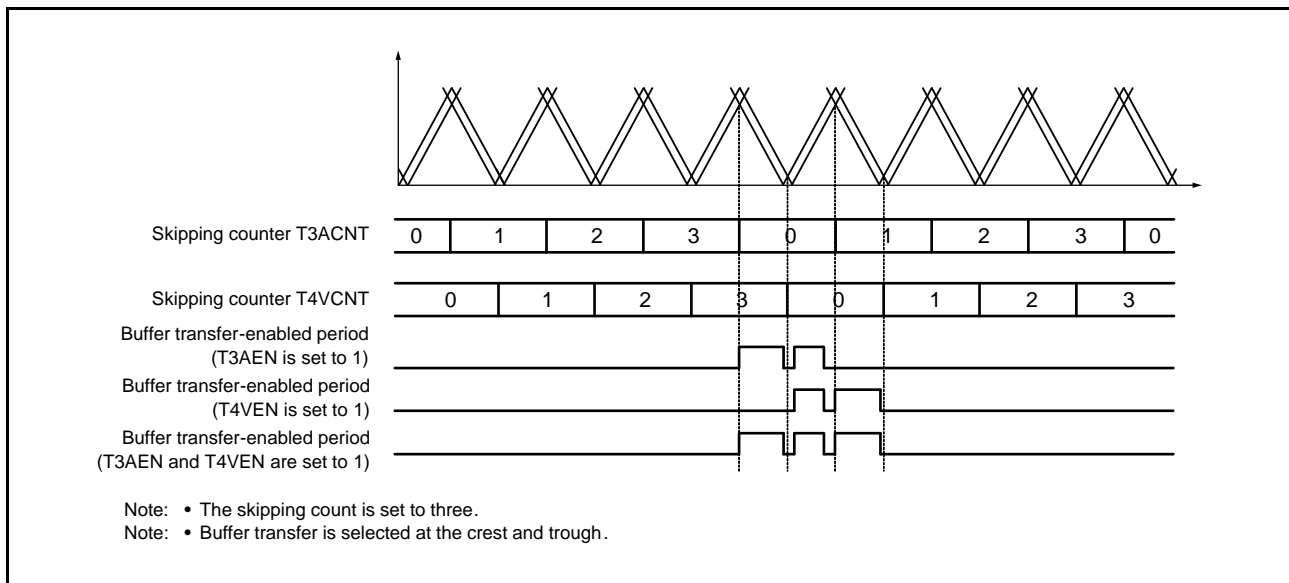 Skipping counter T3ACNT 0 1 2 3 0 1 2 3 0
Skipping counter T4VCNT 0 1 2 3 0 1 2 3
Buffer transfer-enabled period
(T3AEN is set to 1)
Buffer transfer-enabled period
(T4VEN is set to 1)
Buffer transfer-enabled period
(T3AEN and T4VEN are set to 1)
Note: • The skipping count is set to three.
Note: • Buffer transfer is selected at the crest and trough.